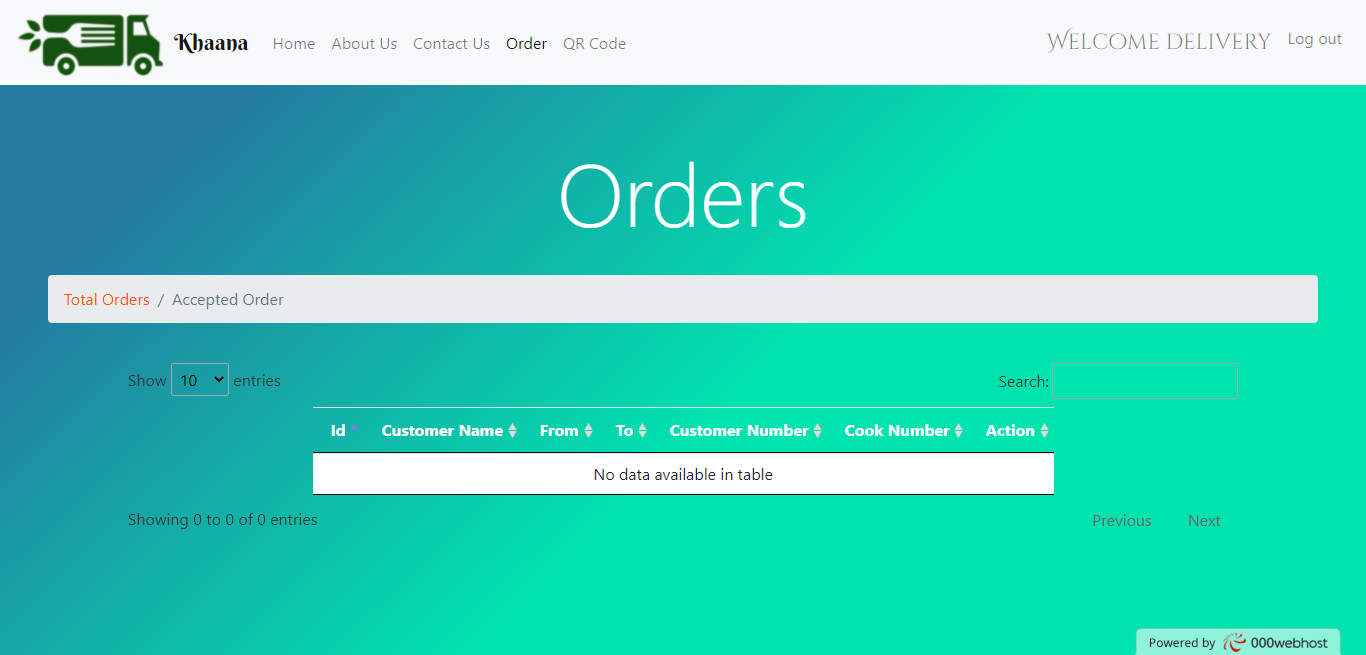 Khaana Home About Us Contact Us Order QR Code Welcome delivery Log out
Orders
Total Orders / Accepted Order
Show 10 entries Search:
Id Customer Name From To Customer Number Cook Number Action
No data available in table
Showing 0 to 0 of 0 entries Previous Next
Powered by 000webhost